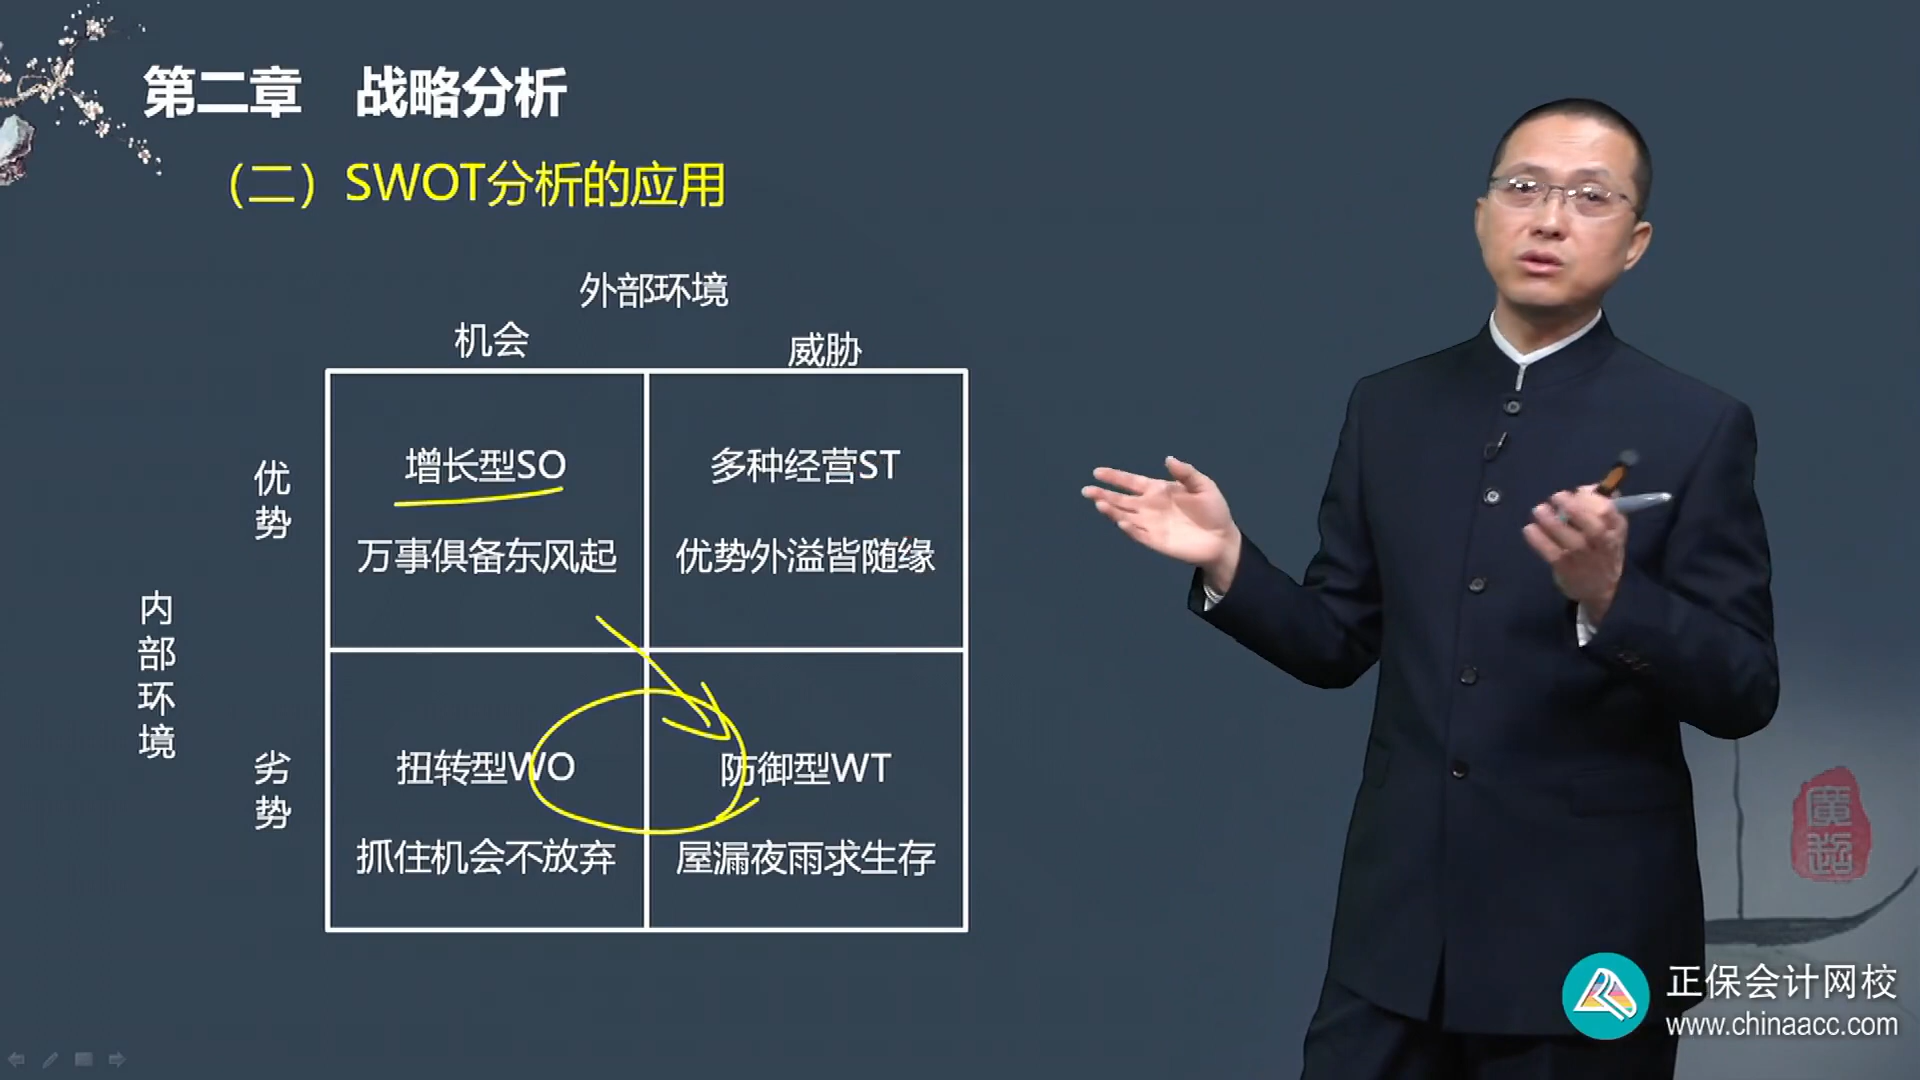 第二章 战略分析
（二）SWOT分析的应用
外部环境
机会
威胁
内部环境
优势
增长型SO
万事俱备东风起
多种经营ST
优势外溢皆随缘
劣势
扭转型WO
抓住机会不放弃
防御型WT
屋漏夜雨求生存
正保会计网校
www.chinaacc.com